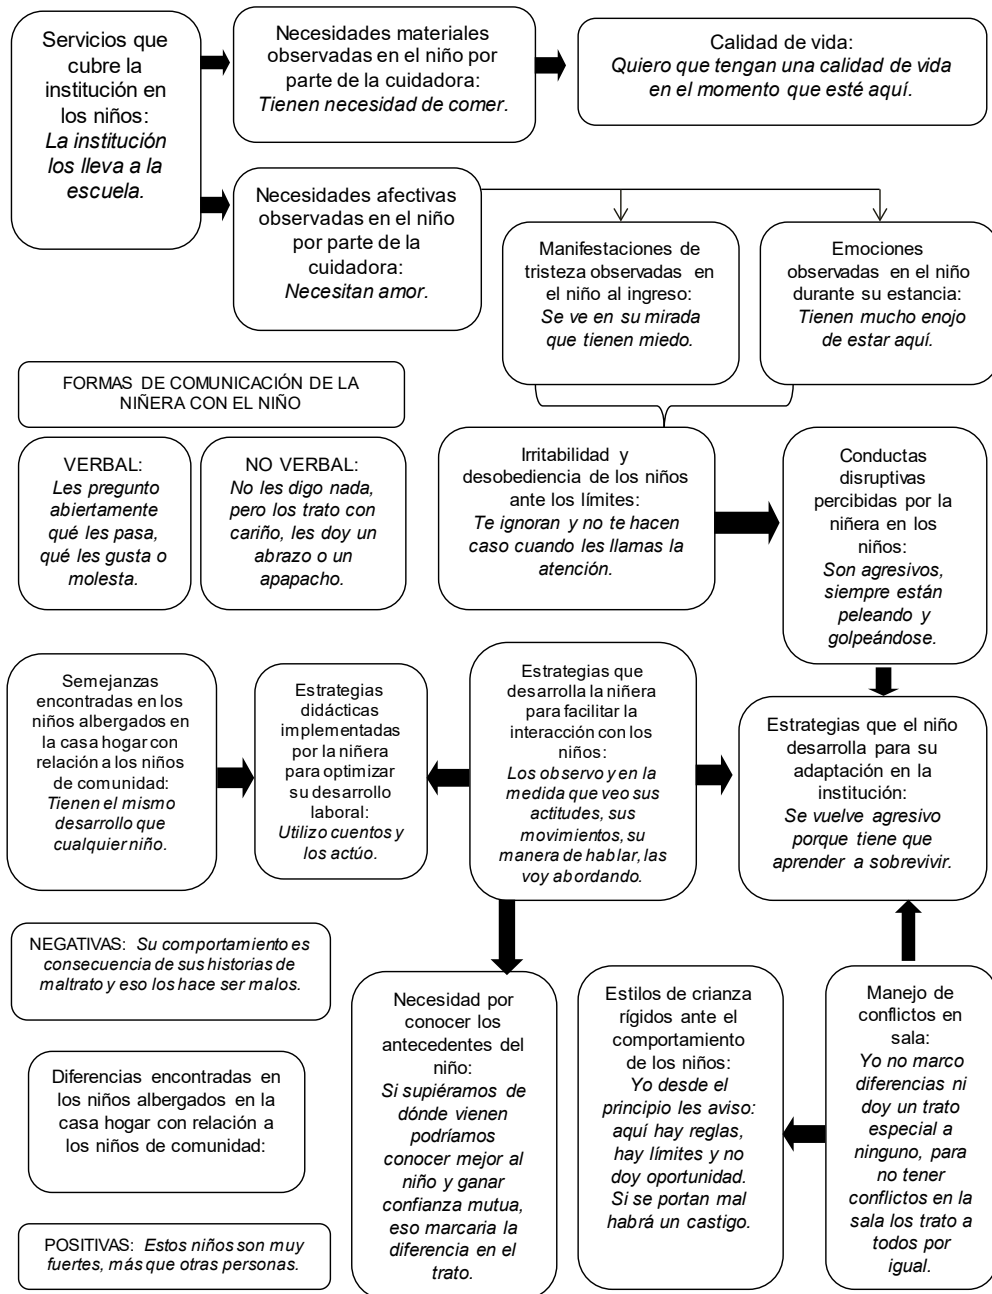 Servicios que
cubre la
institución en
los niños:
La institución
los lleva a la
escuela.
Necesidades materiales
observadas en el niño por
parte de la cuidadora:
Tienen necesidad de comer.
Calidad de vida:
Quiero que tengan una calidad de vida
en el momento que esté aquí.
Necesidades afectivas
observadas en el niño
por parte de la
cuidadora:
Necesitan amor.
Manifestaciones de
tristeza observadas en
el niño al ingreso:
Se ve en su mirada
que tienen miedo.
Emociones
observadas en el niño
durante su estancia:
Tienen mucho enojo
de estar aquí.
FORMAS DE COMUNICACIÓN DE LA
NIÑERA CON EL NIÑO
VERBAL:
Les pregunto
abiertamente
qué les pasa,
qué les gusta o
molesta.
NO VERBAL:
No les digo nada,
pero los trato con
cariño, les doy un
abrazo o un
apapacho.
Irritabilidad y
desobediencia de los niños
ante los límites:
Te ignoran y no te hacen
caso cuando les llamas la
atención.
Conductas
disruptivas
percibidas por la
niñera en los
niños:
Son agresivos,
siempre están
peleando y
golpeándose.
Semejanzas
encontradas en los
niños albergados en
la casa hogar con
relación a los niños
de comunidad:
Tienen el mismo
desarrollo que
cualquier niño.
Estrategias
didácticas
implementadas
por la niñera
para optimizar
su desarrollo
laboral:
Utilizo cuentos y
los actúo.
Estrategias que
desarrolla la niñera
para facilitar la
interacción con los
niños:
Los observo y en la
medida que veo sus
actitudes, sus
movimientos, su
manera de hablar, las
voy abordando.
Estrategias que el niño
desarrolla para su
adaptación en la
institución:
Se vuelve agresivo
porque tiene que
aprender a sobrevivir.
NEGATIVAS: Su comportamiento es
consecuencia de sus historias de
maltrato y eso los hace ser malos.
Diferencias encontradas en
los niños albergados en la
casa hogar con relación a
los niños de comunidad:
POSITIVAS: Estos niños son muy
fuertes, más que otras personas.
Necesidad por
conocer los
antecedentes del
niño:
Si supiéramos de
dónde vienen
podríamos
conocer mejor al
niño y ganar
confianza mutua,
eso marcaria la
diferencia en el
trato.
Estilos de crianza
rígidos ante el
comportamiento
de los niños:
Yo desde el
principio les aviso:
aquí hay reglas,
hay límites y no
doy oportunidad.
Si se portan mal
habrá un castigo.
Manejo de
conflictos en
sala:
Yo no marco
diferencias ni
doy un trato
especial a
ninguno, para
no tener
conflictos en la
sala los trato a
todos por
igual.